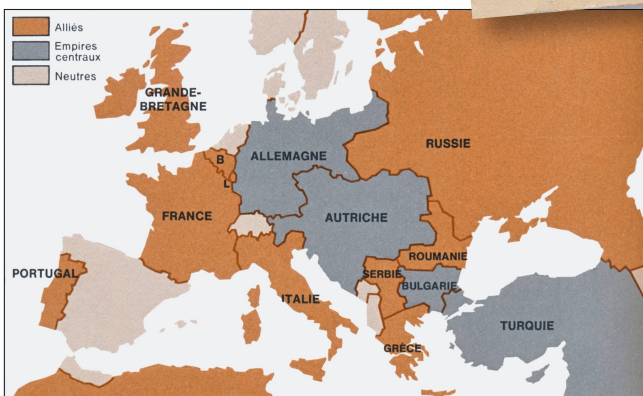 Alliés
Empires
centraux
Neutres
GRANDE-
BRETAGNE
RUSSIE
B
ALLEMAGNE
L
FRANCE
AUTRICHE
ROUMANIE
PORTUGAL
SERBIE
BULGARIE
ITALIE
TURQUIE
GRÈCE